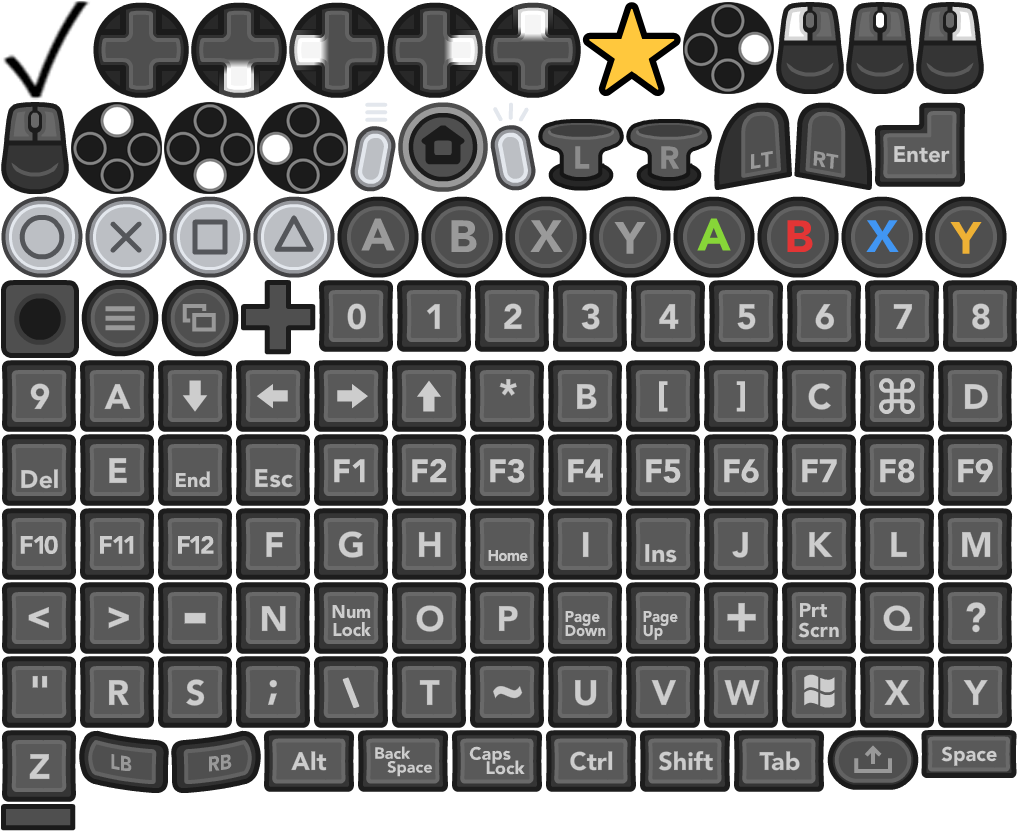 L R LT RT Enter
A B X Y A B X Y
0 1 2 3 4 5 6 7 8
9 A * B [ ] C ⌘ D
Del E End Esc F1 F2 F3 F4 F5 F6 F7 F8 F9
F10 F11 F12 F G H Home I Ins J K L M
< > - N Num Lock O P Page Down Page Up + Prt Scrn Q ?
" R S ; \ T ~ U V W X Y
Z LB RB Alt Back Space Caps Lock Ctrl Shift Tab Space